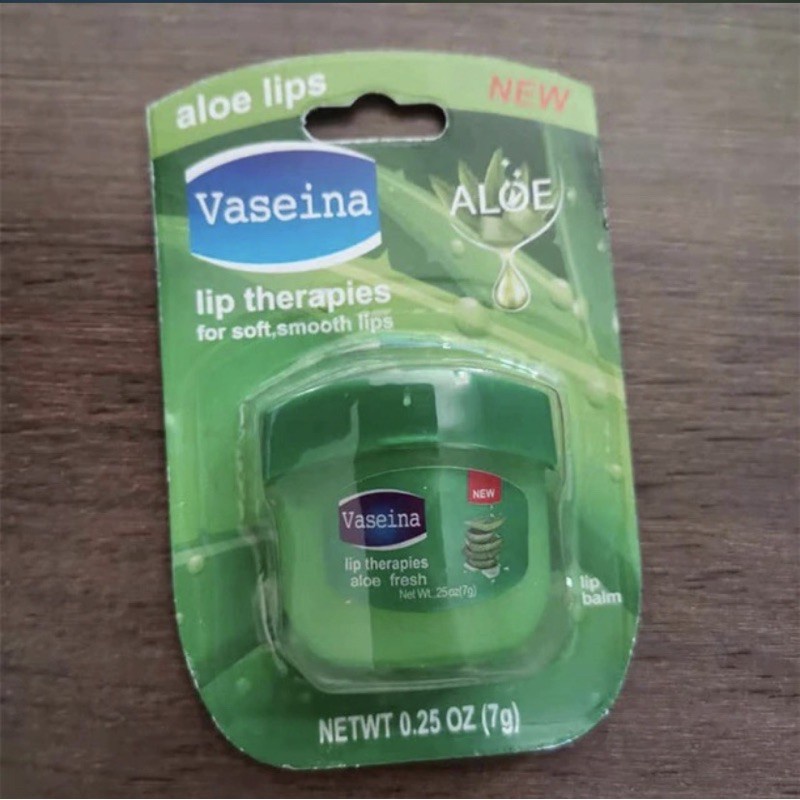 aloe lips
NEW
Vaseina
ALOE
lip therapies
for soft,smooth lips
NEW
Vaseina
lip therapies
aloe fresh
Net Wt. .25oz(7g)
lip
balm
NETWT 0.25 OZ (7g)